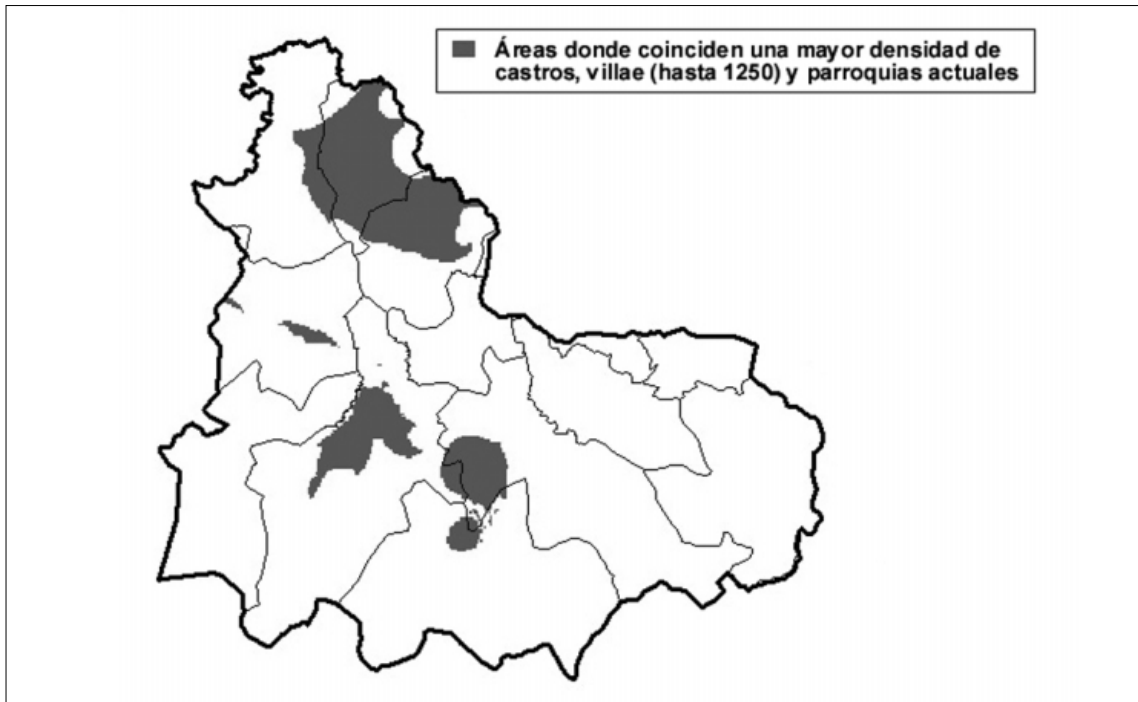 Áreas donde coinciden una mayor densidad de
castros, villae (hasta 1250) y parroquias actuales